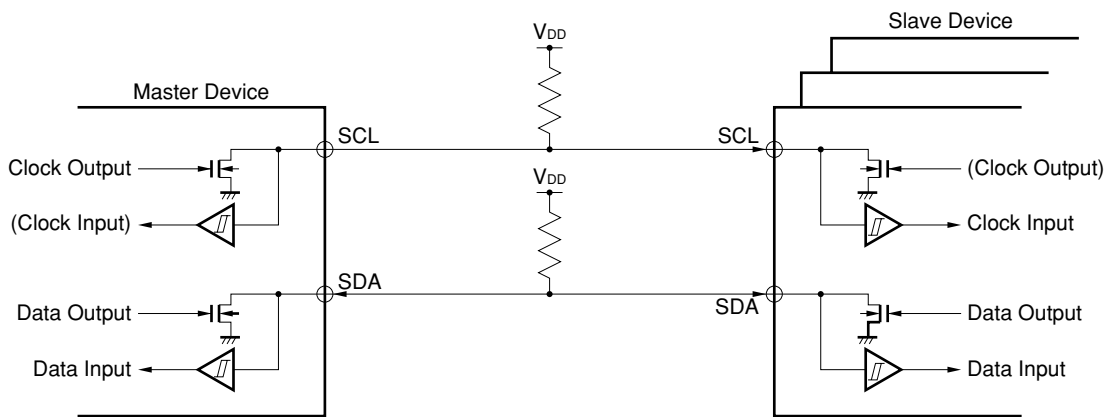 Slave Device
VDD
Master Device
SCL
SCL
Clock Output
(Clock Output)
VDD
(Clock Input)
Clock Input
SDA
SDA
Data Output
Data Output
Data Input
Data Input